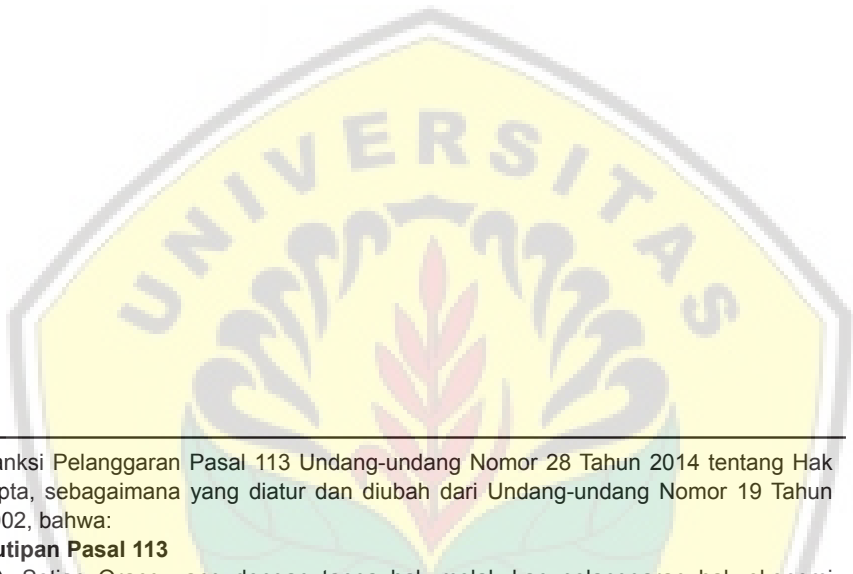 UNIVERSITAS
anksi Pelanggaran Pasal 113 Undang-undang Nomor 28 Tahun 2014 tentang Hak
pta, sebagaimana yang diatur dan diubah dari Undang-undang Nomor 19 Tahun
02, bahwa:
utipan Pasal 113